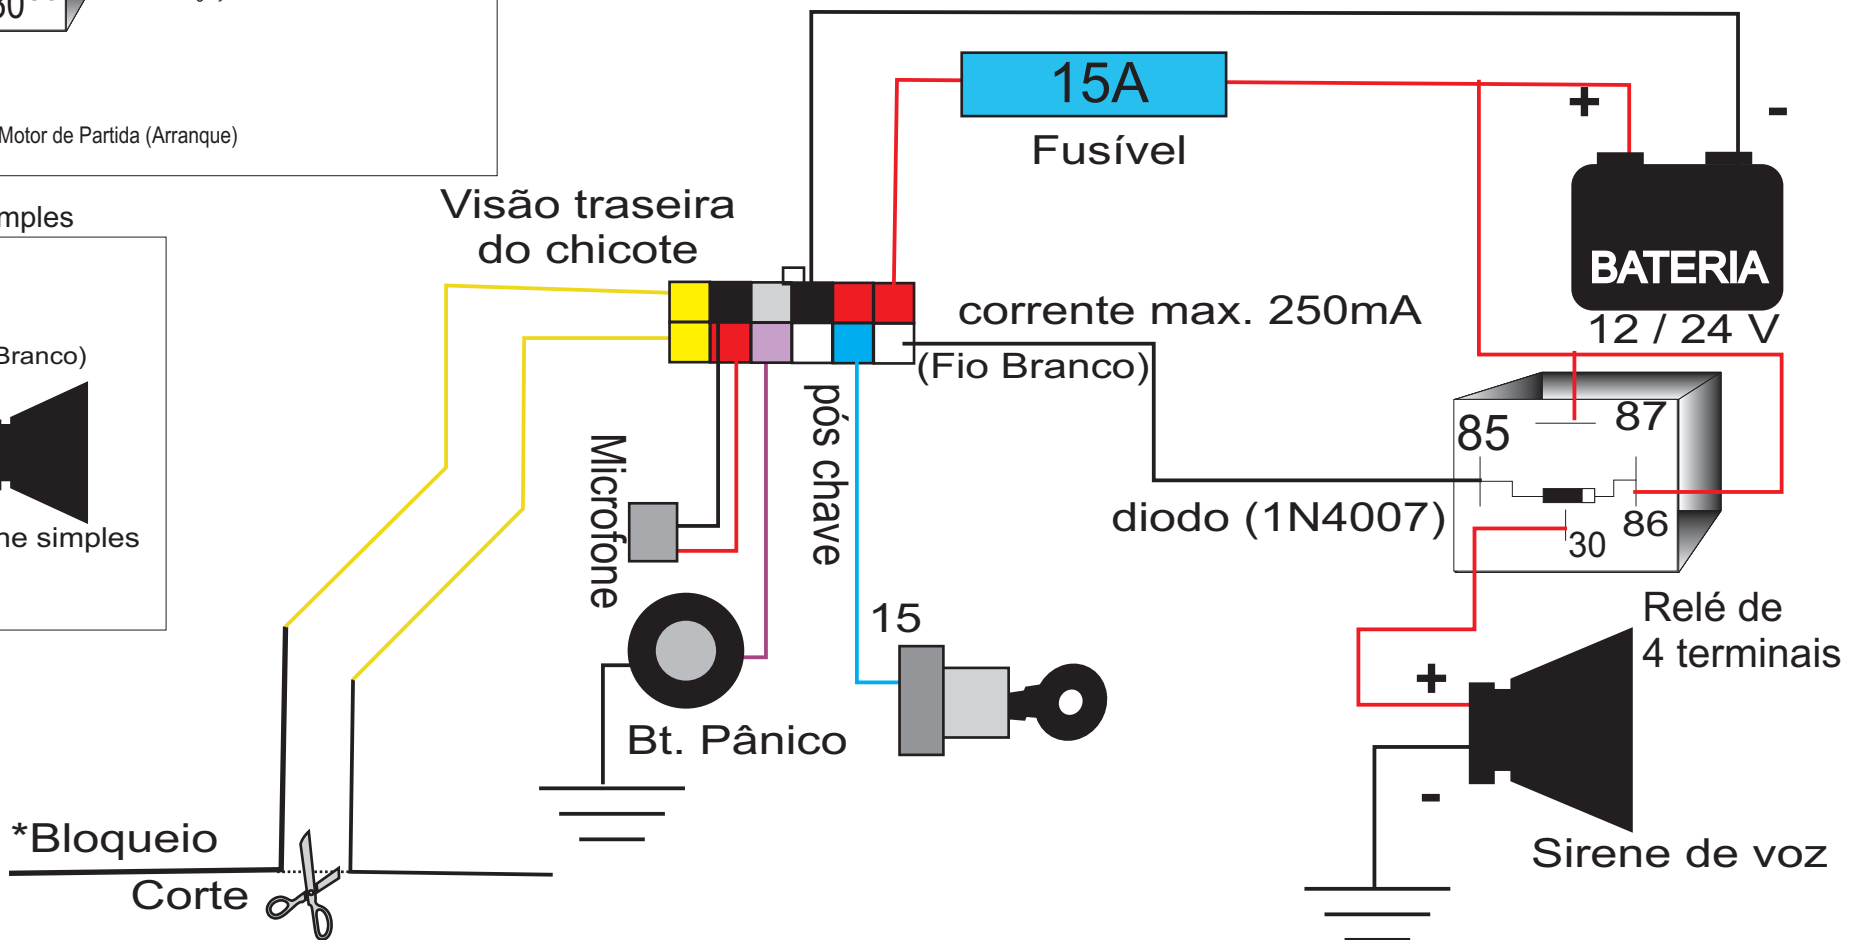 30
Motor de Partida (Arranque)
mples
Branco)
ne simples
15A
Fusível
+
-
BATERIA
12 / 24 V
Visão traseira
do chicote
corrente max. 250mA
(Fio Branco)
pós chave
Microfone
85
87
diodo (1N4007)
86
30
15
Bt. Pânico
Relé de
4 terminais
+
-
Sirene de voz
*Bloqueio
Corte